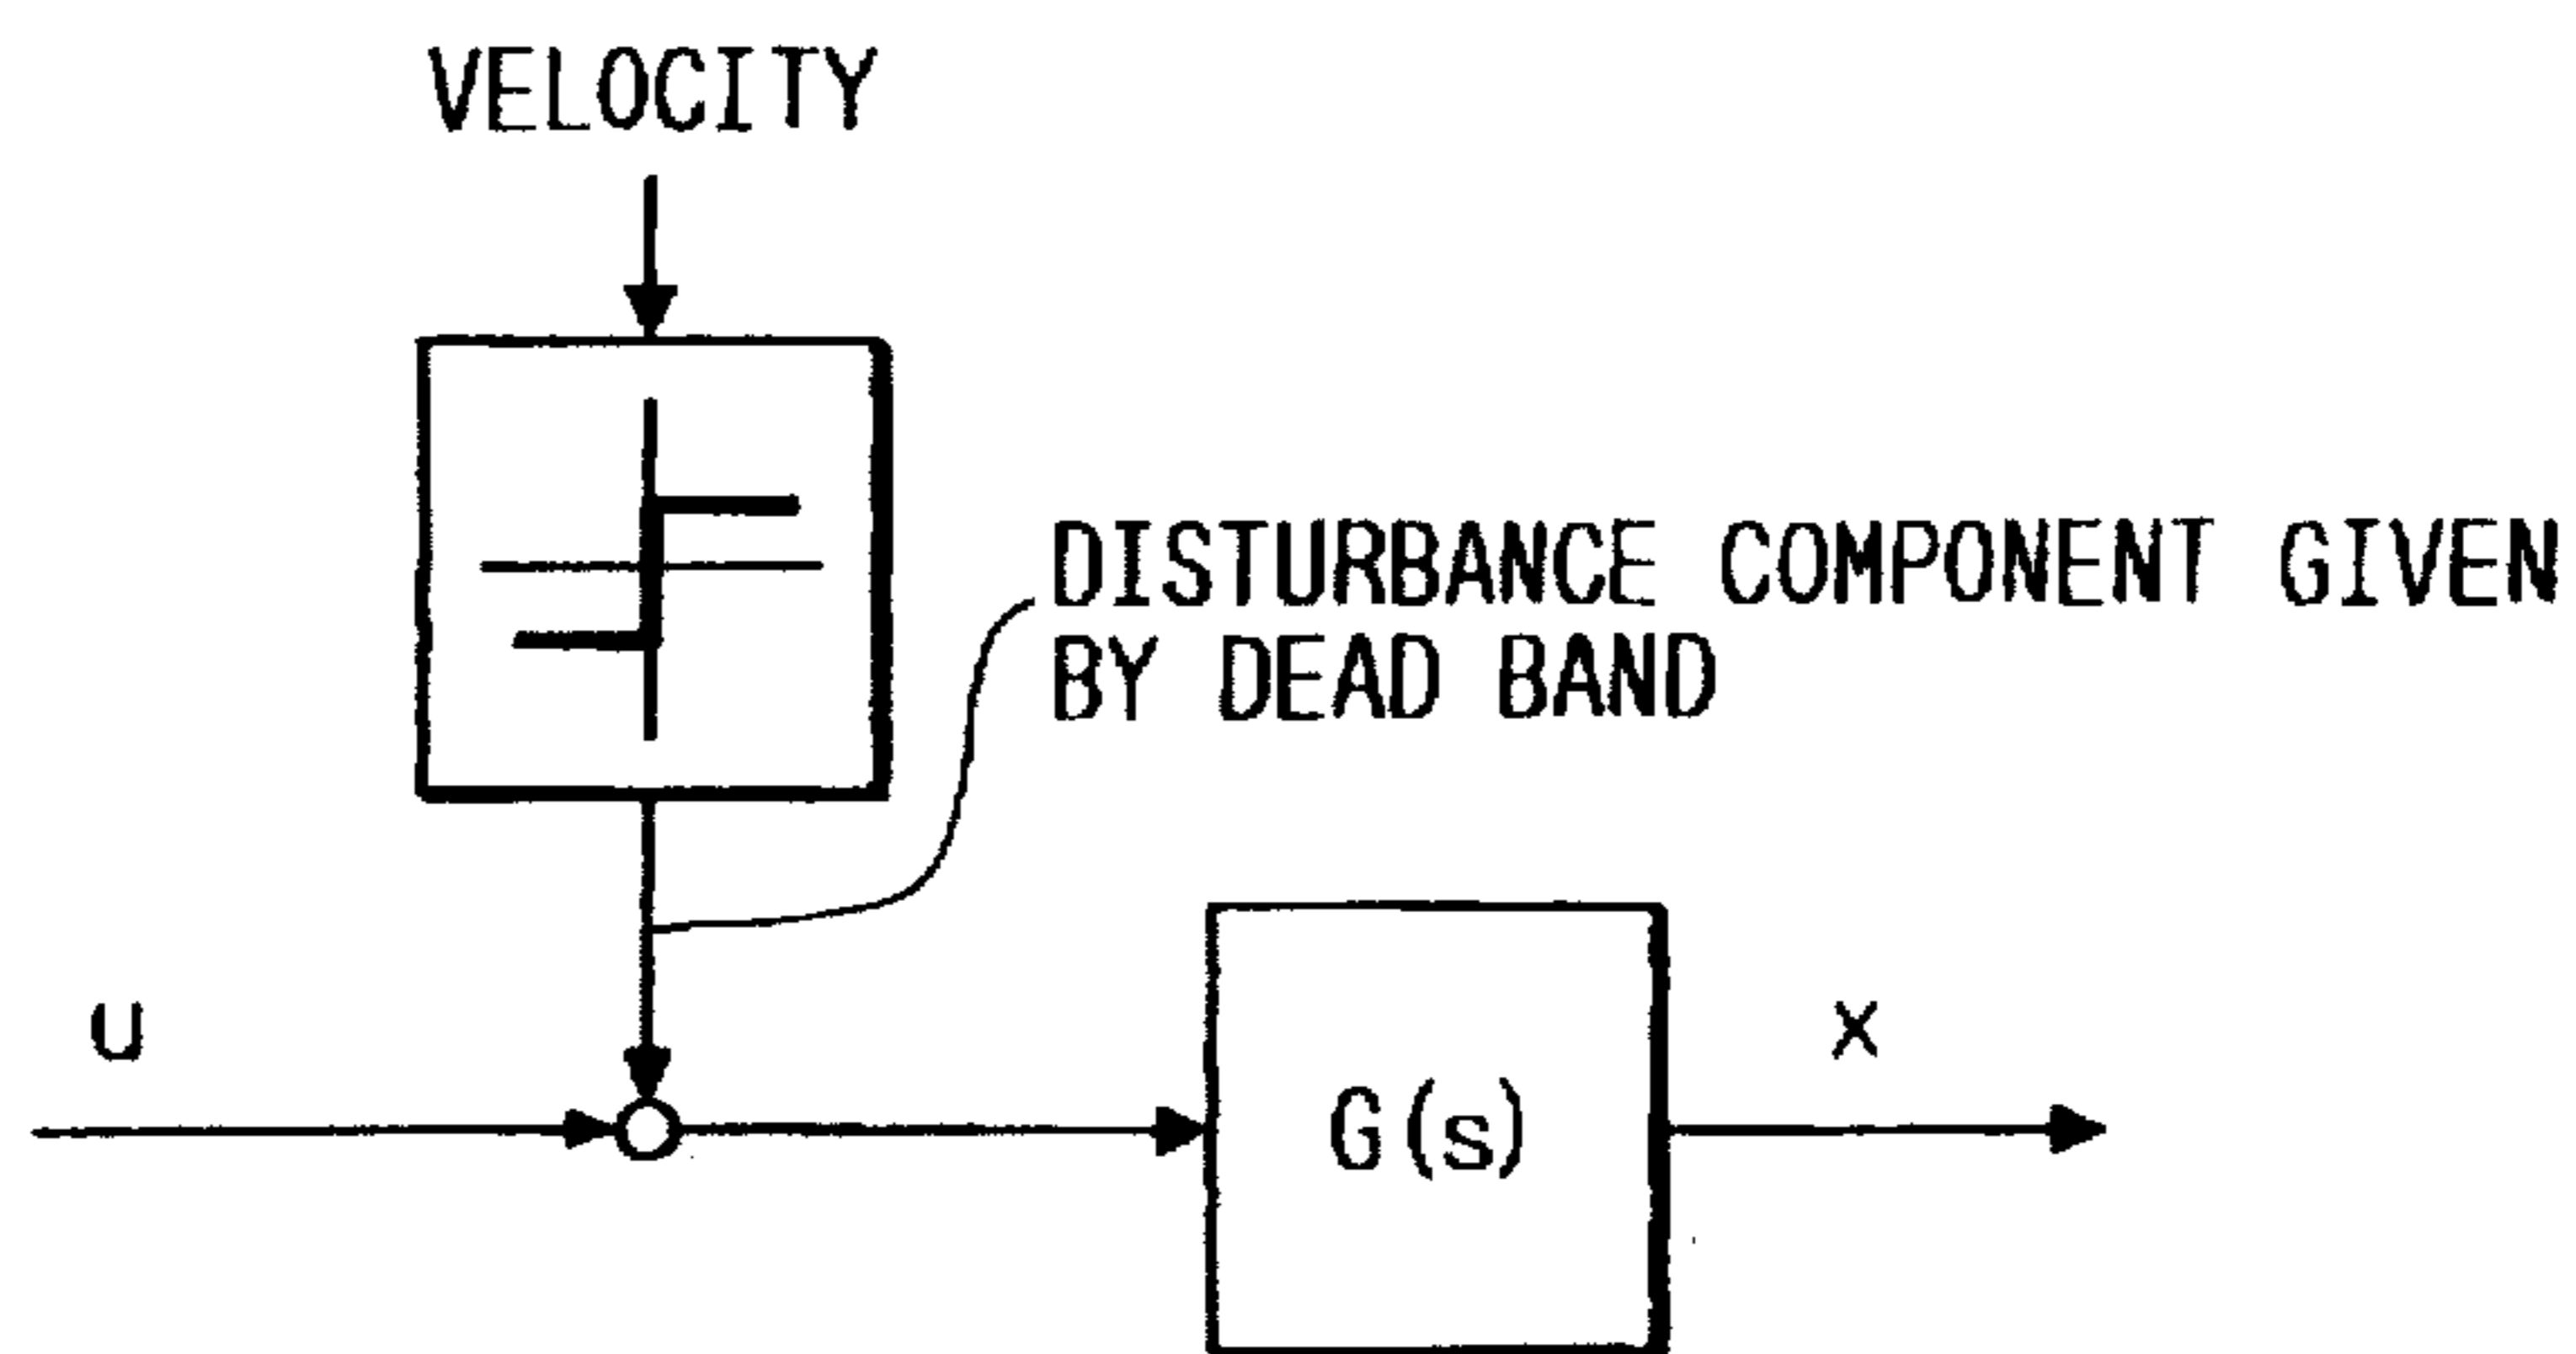 VELOCITY
DISTURBANCE COMPONENT GIVEN
BY DEAD BAND
U
G(s)
x